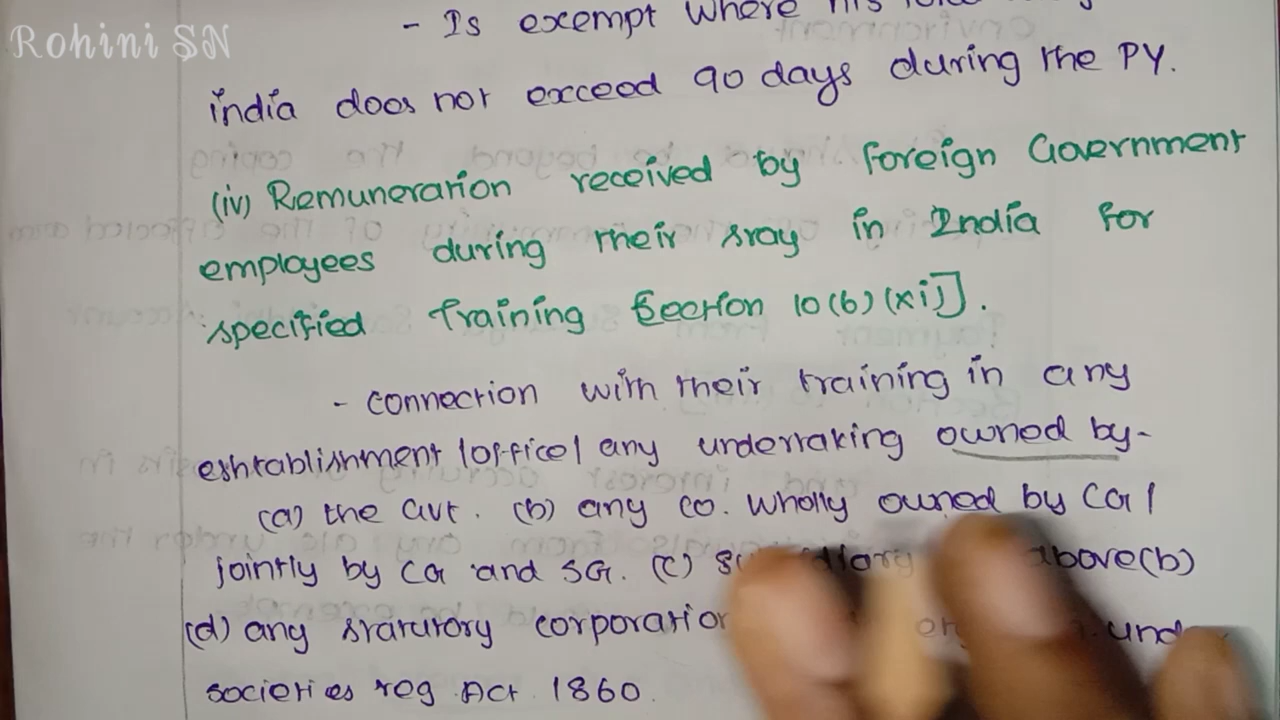 Rohini SN
- Is exempt where his
india does not exceed 90 days during the PY.
(iv) Remuneration received by foreign Government
employees during their stay in India for
specified Training [Section 10(6)(xi)].
- connection with their training in any
eshtablishment /office/ any undertaking owned by-
(a) the Gvt. (b) any co. wholly owned by CG /
jointly by CG and SG. (c) above(b)
(d) any statutory corporation
societies reg Act 1860.